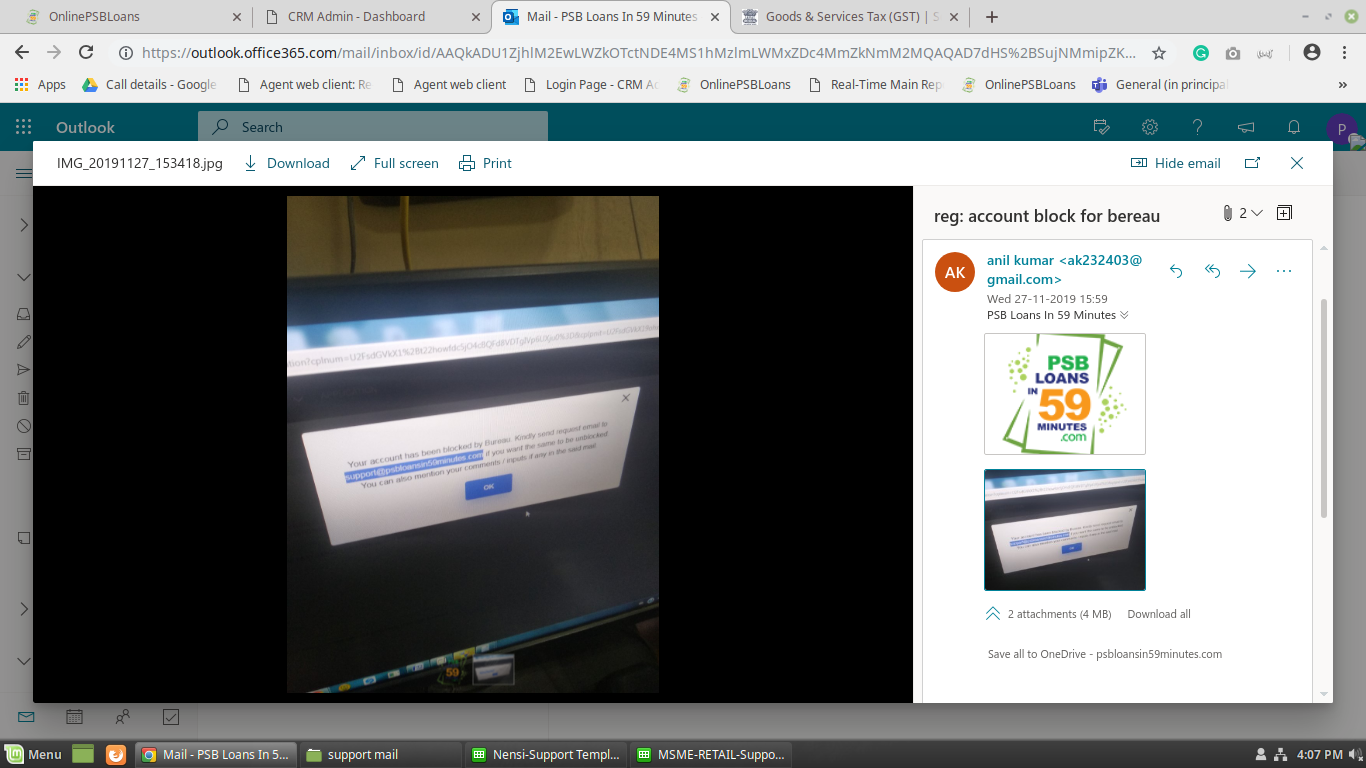 OnlinePSBLoans
CRM Admin - Dashboard
Mail - PSB Loans In 59 Minutes
Goods & Services Tax (GST) | S
https://outlook.office365.com/mail/inbox/id/AAQkADU1ZjhlM2EwLWZkOTctNDE4MS1hMzlmLWMxZDc4MmZkNmM2MQAQAD7dHS%2BSujNMmipZK...
Apps
Call details - Google
Agent web client: Re
Agent web client
Login Page - CRM Ad
OnlinePSBLoans
Real-Time Main Rep
OnlinePSBLoans
General (in principal
Outlook
Search
P
IMG_20191127_153418.jpg
Download
Full screen
Print
Hide email
reg: account block for bereau
2
AK
anil kumar <ak232403@
gmail.com>
Wed 27-11-2019 15:59
PSB Loans In 59 Minutes
PSB
LOANS
IN 59
MINUTES
.com
Your account has been blocked by Bureau. Kindly send request email to
support@psbloansin59minutes.com if you want the same to be unblocked
You can also mention your comments / inputs if any in the said mail
OK
59
2 attachments (4 MB)
Download all
Save all to OneDrive - psbloansin59minutes.com
Menu
Mail - PSB Loans In 5...
support mail
Nensi-Support Templ...
MSME-RETAIL-Suppo...
4:07 PM